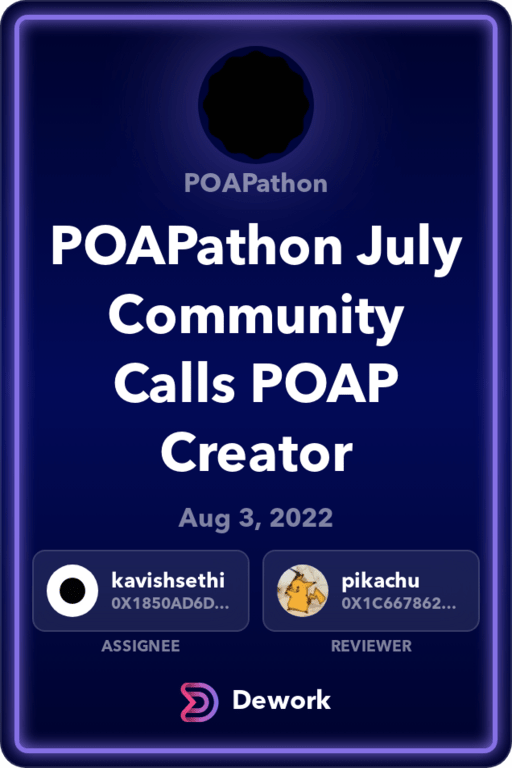 POAPathon
POAPathon July
Community
Calls POAP
Creator
Aug 3, 2022
kavishsethi
0X1850AD6D...
pikachu
0X1C667862...
ASSIGNEE
REVIEWER
Dework